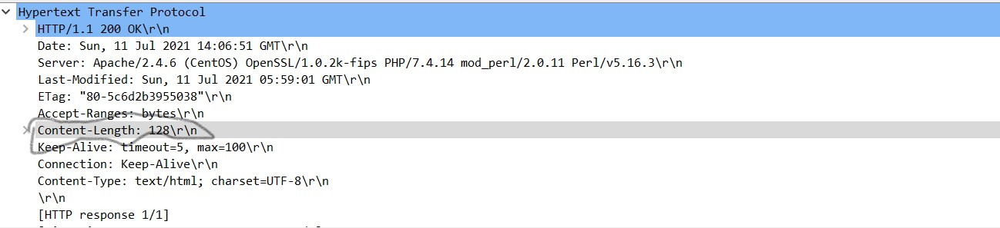 Hypertext Transfer Protocol
HTTP/1.1 200 OK\r\n
Date: Sun, 11 Jul 2021 14:06:51 GMT\r\n
Server: Apache/2.4.6 (CentOS) OpenSSL/1.0.2k-fips PHP/7.4.14 mod_perl/2.0.11 Perl/v5.16.3\r\n
Last-Modified: Sun, 11 Jul 2021 05:59:01 GMT\r\n
ETag: "80-5c6d2b3955038"\r\n
Accept-Ranges: bytes\r\n
Content-Length: 128\r\n
Keep-Alive: timeout=5, max=100\r\n
Connection: Keep-Alive\r\n
Content-Type: text/html; charset=UTF-8\r\n
\r\n
[HTTP response 1/1]